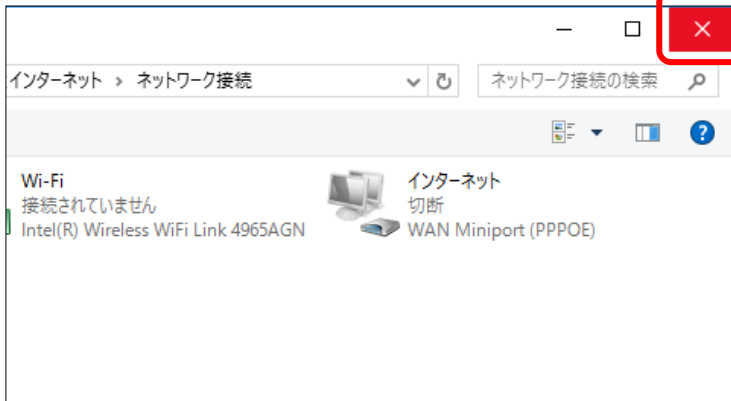 インターネット › ネットワーク接続
ネットワーク接続の検索
Wi-Fi
接続されていません
Intel(R) Wireless WiFi Link 4965AGN
インターネット
切断
WAN Miniport (PPPOE)